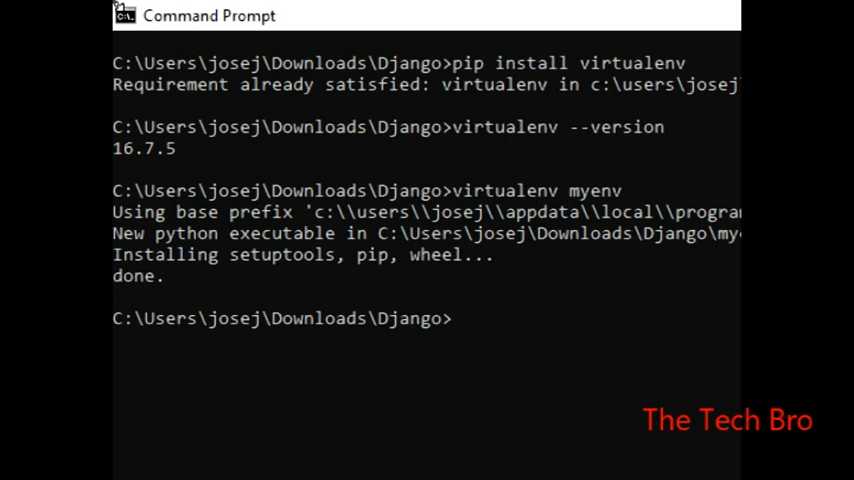 Command Prompt
C:\Users\josej\Downloads\Django>pip install virtualenv
Requirement already satisfied: virtualenv in c:\users\josej
C:\Users\josej\Downloads\Django>virtualenv --version
16.7.5
C:\Users\josej\Downloads\Django>virtualenv myenv
Using base prefix 'c:\\users\\josej\\appdata\\local\\progra
New python executable in C:\Users\josej\Downloads\Django\my
Installing setuptools, pip, wheel...
done.
C:\Users\josej\Downloads\Django>
The Tech Bro